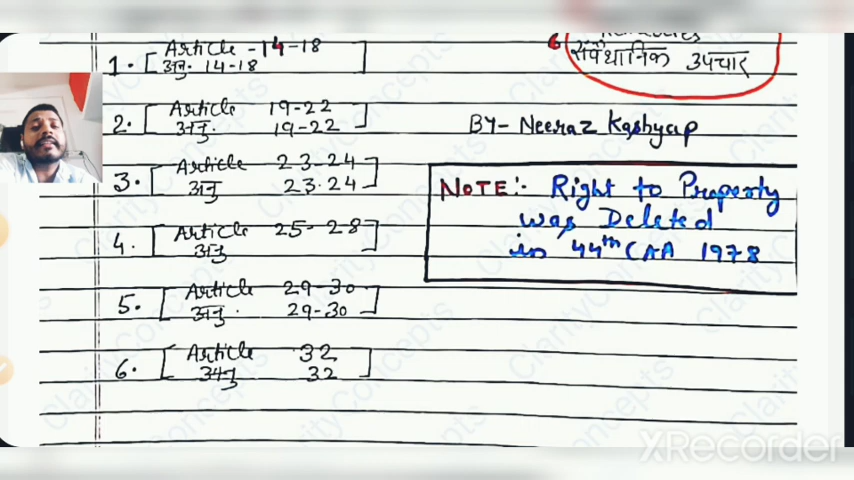 1. [Article - 14-18]
अनु. 14-18
2. [Article 19-22]
अनु. 19-22
3. [Article 23-24]
अनु 23.24
4. [Article 25-28]
अनु
5. [Article 29-30]
अनु. 29-30
6. [Article 32]
अनु 32
6
संवैधानिक उपचार
BY- Neeraz Kashyap
NOTE:- Right to Property
was Deleted
in 44th CAA 1978
ClarityConcepts
XRecorder